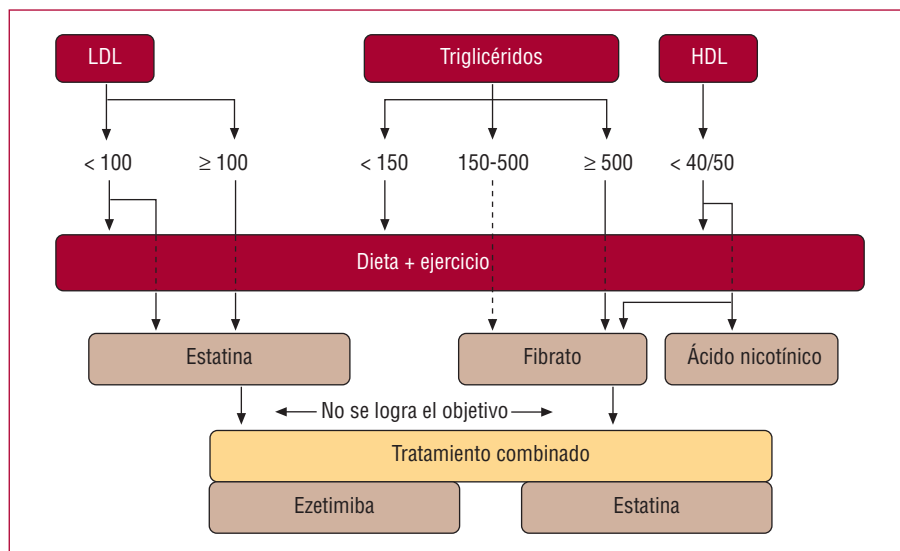 LDL
Triglicéridos
HDL
< 100
≥ 100
< 150
150-500
≥ 500
< 40/50
Dieta + ejercicio
Estatina
Fibrato
Ácido nicotínico
No se logra el objetivo
Tratamiento combinado
Ezetimiba
Estatina